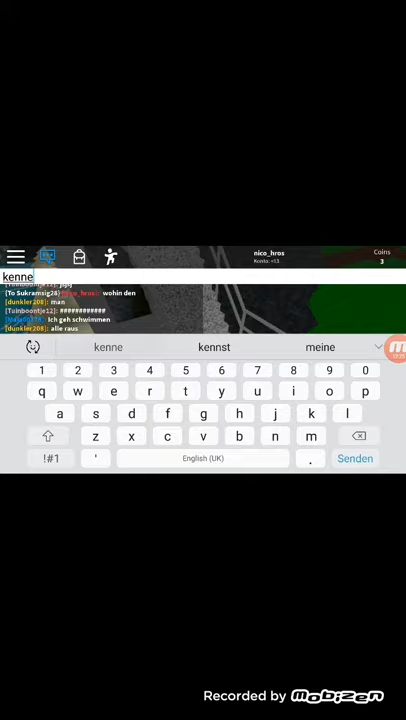 nico_hros
Konto: <13
Coins
3
kenne
[To Sukramsig28] wohin den
[dunkler208]: man
[Tuinboontje12]: ############
Ich geh schwimmen
[dunkler208]: alle raus
kenne kennst meine
1 2 3 4 5 6 7 8 9 0
q w e r t y u i o p
a s d f g h j k l
z x c v b n m
!#1 ' English (UK) . Senden
Recorded by mobizen